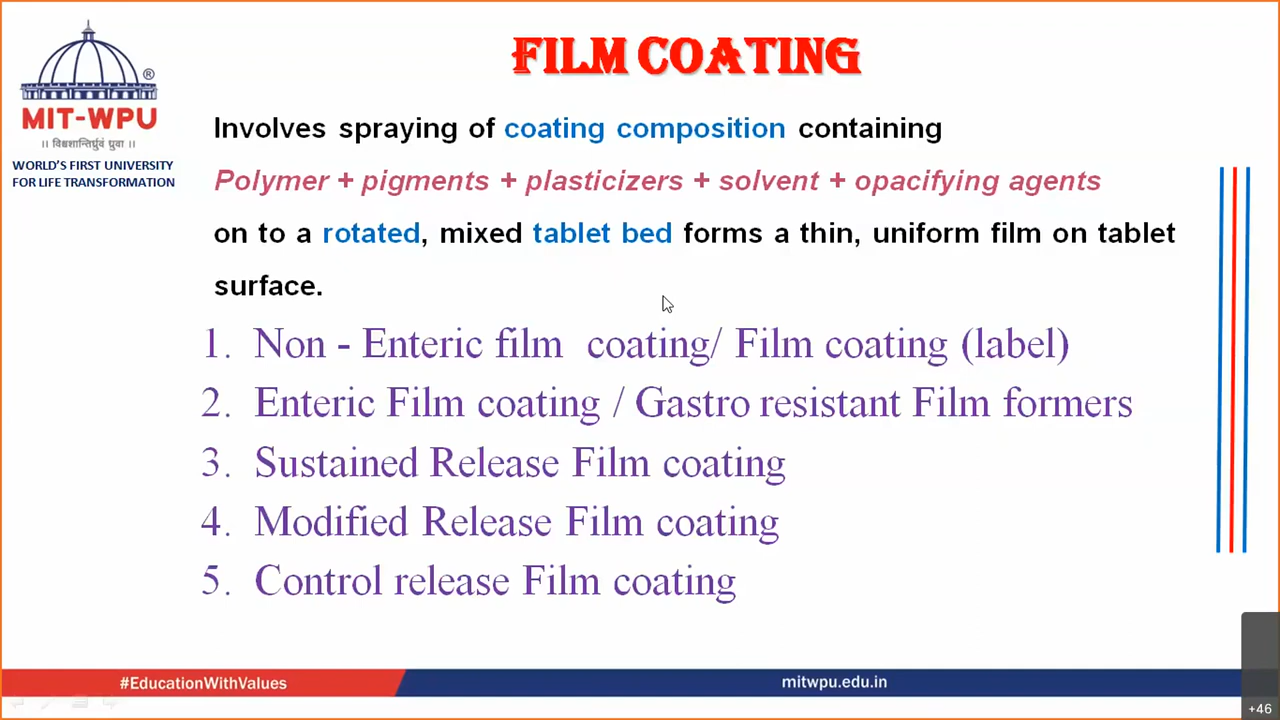 FILM COATING
®
MIT-WPU
|| विश्वशान्तिर्ध्रुवं ध्रुवा ||
WORLD'S FIRST UNIVERSITY
FOR LIFE TRANSFORMATION
Involves spraying of coating composition containing
Polymer + pigments + plasticizers + solvent + opacifying agents
on to a rotated, mixed tablet bed forms a thin, uniform film on tablet
surface.
1. Non - Enteric film coating/ Film coating (label)
2. Enteric Film coating / Gastro resistant Film formers
3. Sustained Release Film coating
4. Modified Release Film coating
5. Control release Film coating
#EducationWithValues
mitwpu.edu.in
+46